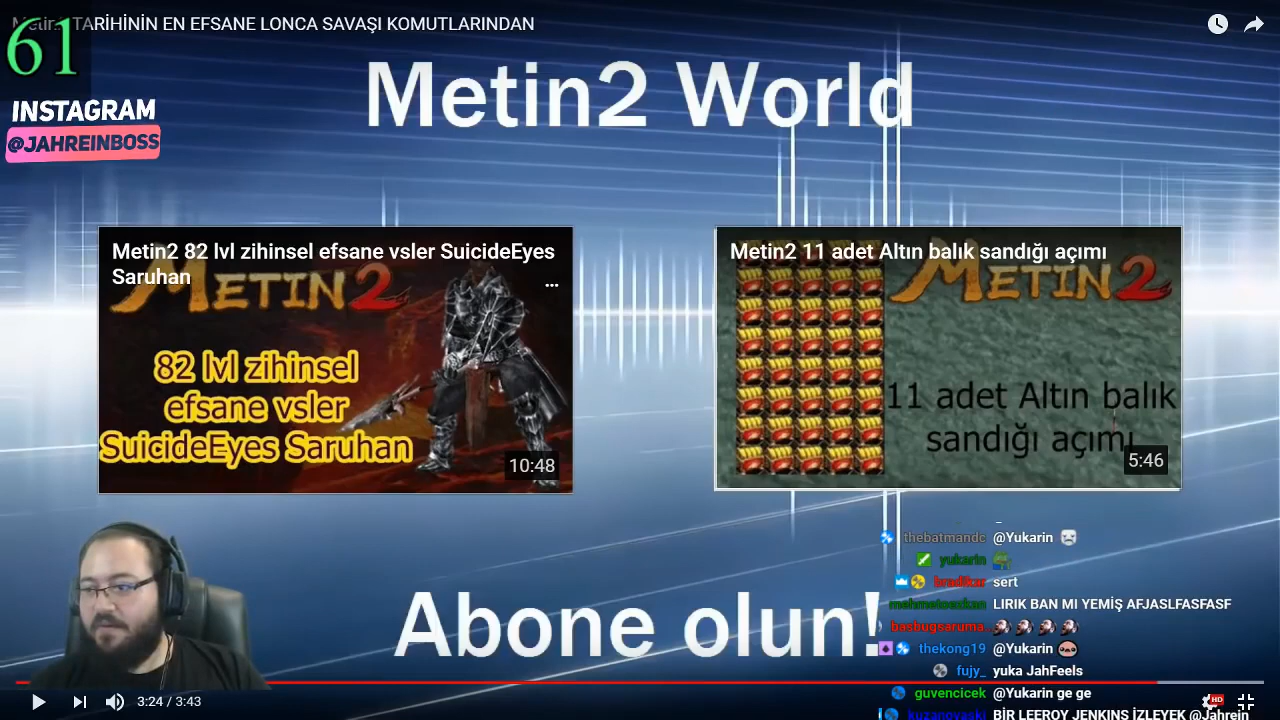 Metin2 TARİHİNİN EN EFSANE LONCA SAVAŞI KOMUTLARINDAN
61
INSTAGRAM
@JAHREINBOSS
Metin2 World
Metin2 82 lvl zihinsel efsane vsler SuicideEyes
Saruhan
METIN2
82 lvl zihinsel
efsane vsler
SuicideEyes Saruhan
10:48
Metin2 11 adet Altın balık sandığı açımı
METIN2
11 adet Altın balık
sandığı açımı
5:46
Abone olun!
thebatmandc @Yukarin
yukarin
sert
LIRIK BAN MI YEMİŞ AFJASLFASFASF
basbugsaruma..
thekong19 @Yukarin
fujy_ yuka JahFeels
guvencicek @Yukarin ge ge
kuzanovaski BİR LEEROY JENKINS İZLEYEK @Jahrein
3:24 / 3:43
HD